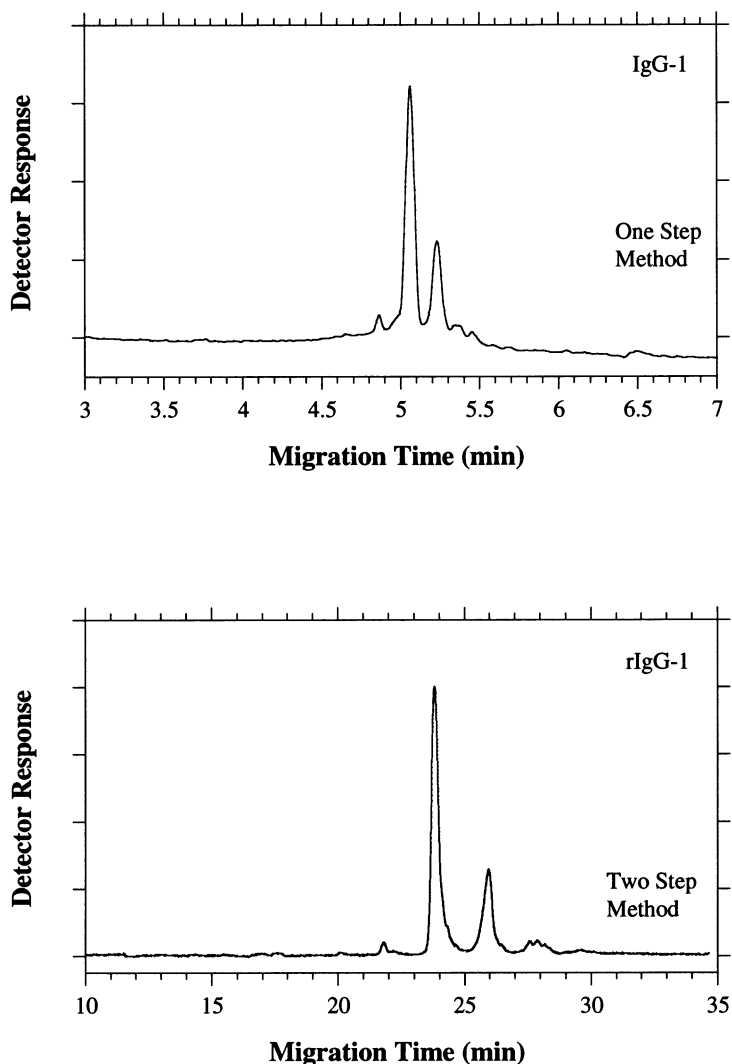 IgG-1
One Step
Method
Detector Response
3 3.5 4 4.5 5 5.5 6 6.5 7
Migration Time (min)
rIgG-1
Two Step
Method
Detector Response
10 15 20 25 30 35
Migration Time (min)